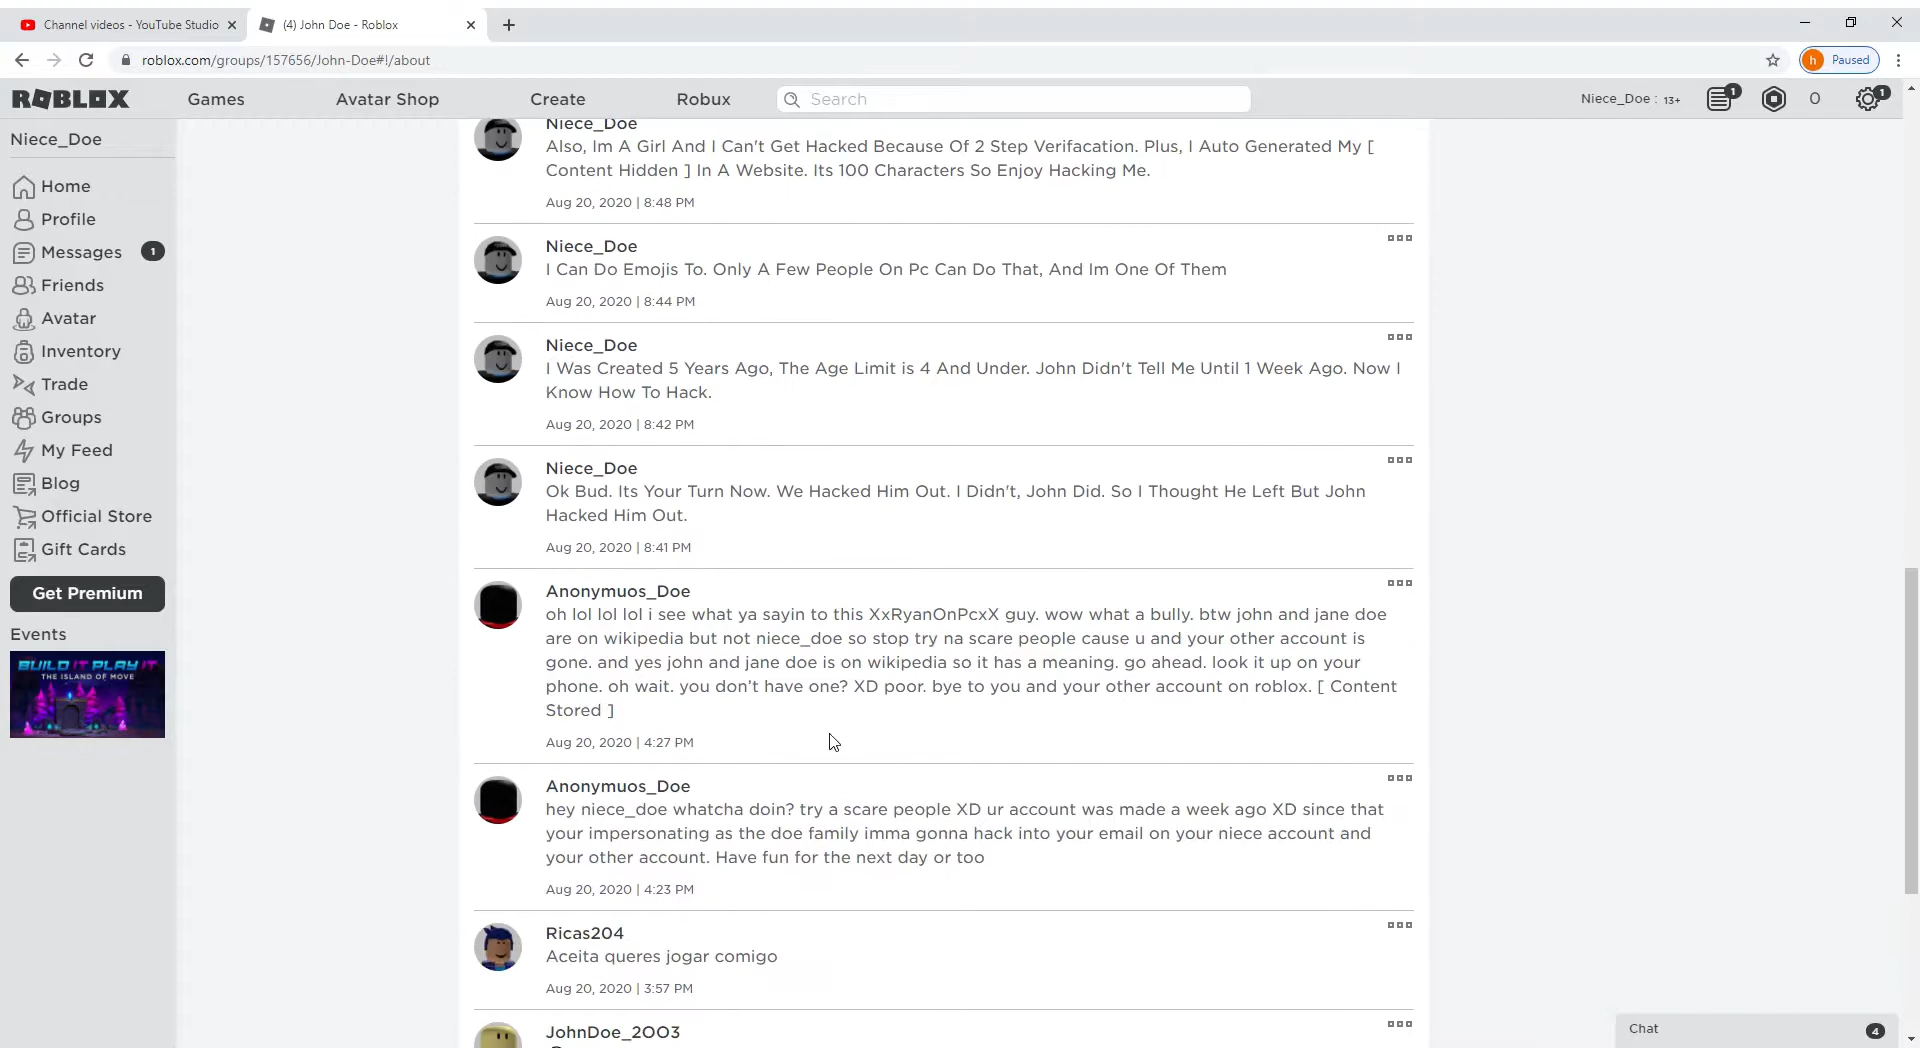 Channel videos - YouTube Studio
(4) John Doe - Roblox
roblox.com/groups/157656/John-Doe#!/about
h Paused
ROBLOX
Games
Avatar Shop
Create
Robux
Search
Niece_Doe : 13+
1
0
1
Niece_Doe
Home
Profile
Messages 1
Friends
Avatar
Inventory
Trade
Groups
My Feed
Blog
Official Store
Gift Cards
Get Premium
Events
BUILD IT PLAY IT
THE ISLAND OF MOVE
Niece_Doe
Also, Im A Girl And I Can't Get Hacked Because Of 2 Step Verifacation. Plus, I Auto Generated My [
Content Hidden ] In A Website. Its 100 Characters So Enjoy Hacking Me.
Aug 20, 2020 | 8:48 PM
Niece_Doe
I Can Do Emojis To. Only A Few People On Pc Can Do That, And Im One Of Them
Aug 20, 2020 | 8:44 PM
Niece_Doe
I Was Created 5 Years Ago, The Age Limit is 4 And Under. John Didn't Tell Me Until 1 Week Ago. Now I
Know How To Hack.
Aug 20, 2020 | 8:42 PM
Niece_Doe
Ok Bud. Its Your Turn Now. We Hacked Him Out. I Didn't, John Did. So I Thought He Left But John
Hacked Him Out.
Aug 20, 2020 | 8:41 PM
Anonymuos_Doe
oh lol lol lol i see what ya sayin to this XxRyanOnPcxX guy. wow what a bully. btw john and jane doe
are on wikipedia but not niece_doe so stop try na scare people cause u and your other account is
gone. and yes john and jane doe is on wikipedia so it has a meaning. go ahead. look it up on your
phone. oh wait. you don’t have one? XD poor. bye to you and your other account on roblox. [ Content
Stored ]
Aug 20, 2020 | 4:27 PM
Anonymuos_Doe
hey niece_doe whatcha doin? try a scare people XD ur account was made a week ago XD since that
your impersonating as the doe family imma gonna hack into your email on your niece account and
your other account. Have fun for the next day or too
Aug 20, 2020 | 4:23 PM
Ricas204
Aceita queres jogar comigo
Aug 20, 2020 | 3:57 PM
JohnDoe_2OO3
Chat 4